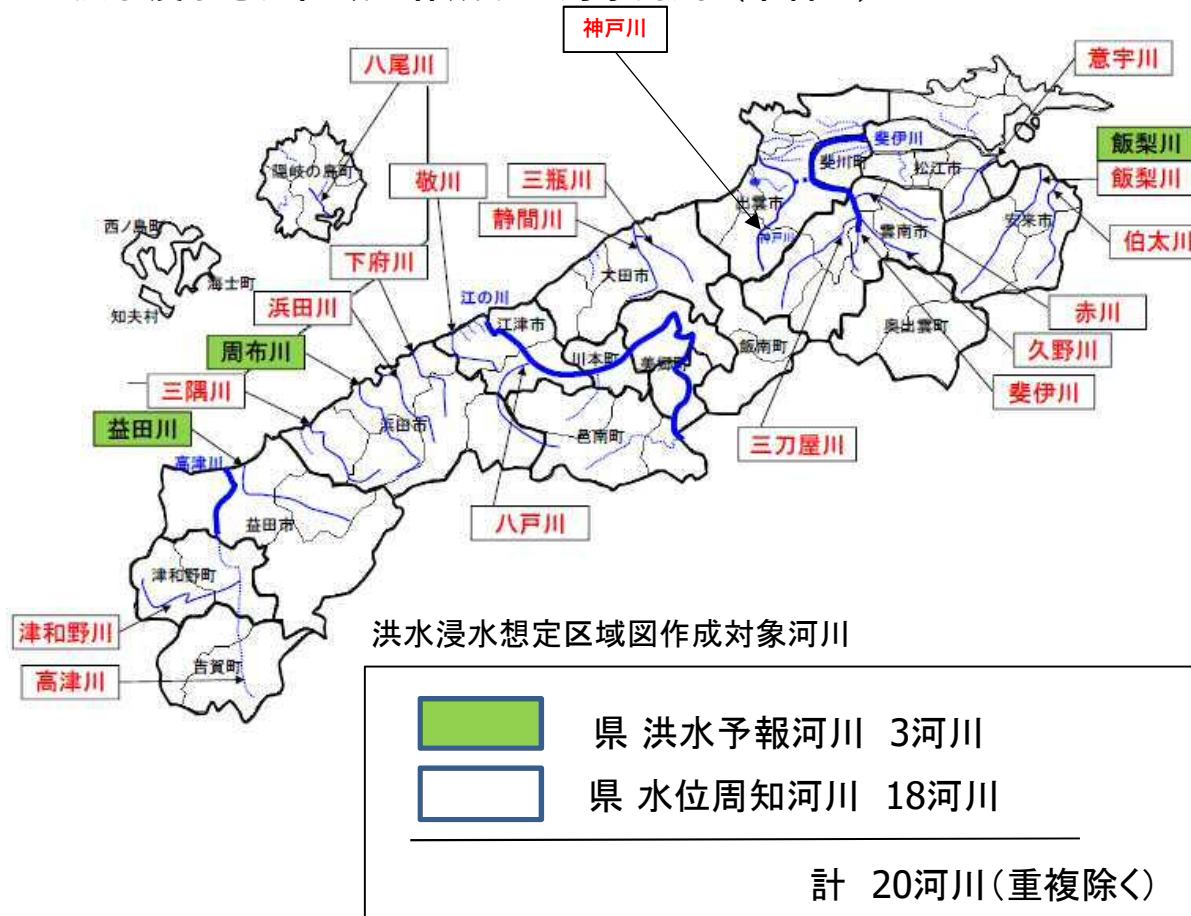 神戸川
八尾川
意宇川
斐伊川
飯梨川
隠岐の島町
斐川町
松江市
敬川
三瓶川
飯梨川
出雲市
安来市
静間川
雲南市
西ノ島町
神戸川
伯太川
下府川
大田市
海士町
浜田川
江の川
赤川
知夫村
江津市
奥出雲町
周布川
川本町
美郷町
飯南町
久野川
三隅川
斐伊川
益田川
浜田市
邑南町
三刀屋川
高津川
益田市
八戸川
津和野町
津和野川
洪水浸水想定区域図作成対象河川
吉賀町
高津川
県 洪水予報河川 3河川
県 水位周知河川 18河川
計 20河川(重複除く)